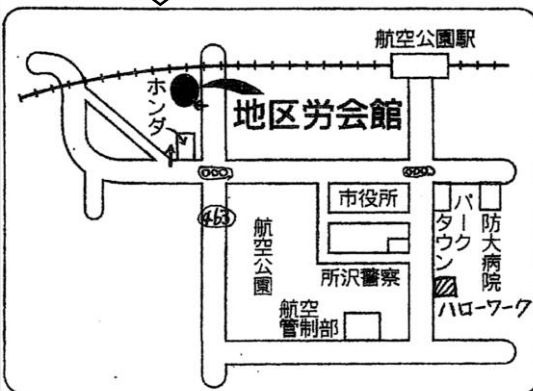 航空公園駅
ホンダ
地区労会館
463
航空公園
市役所
パークタウン
防大病院
所沢警察
ハローワーク
航空
管制部